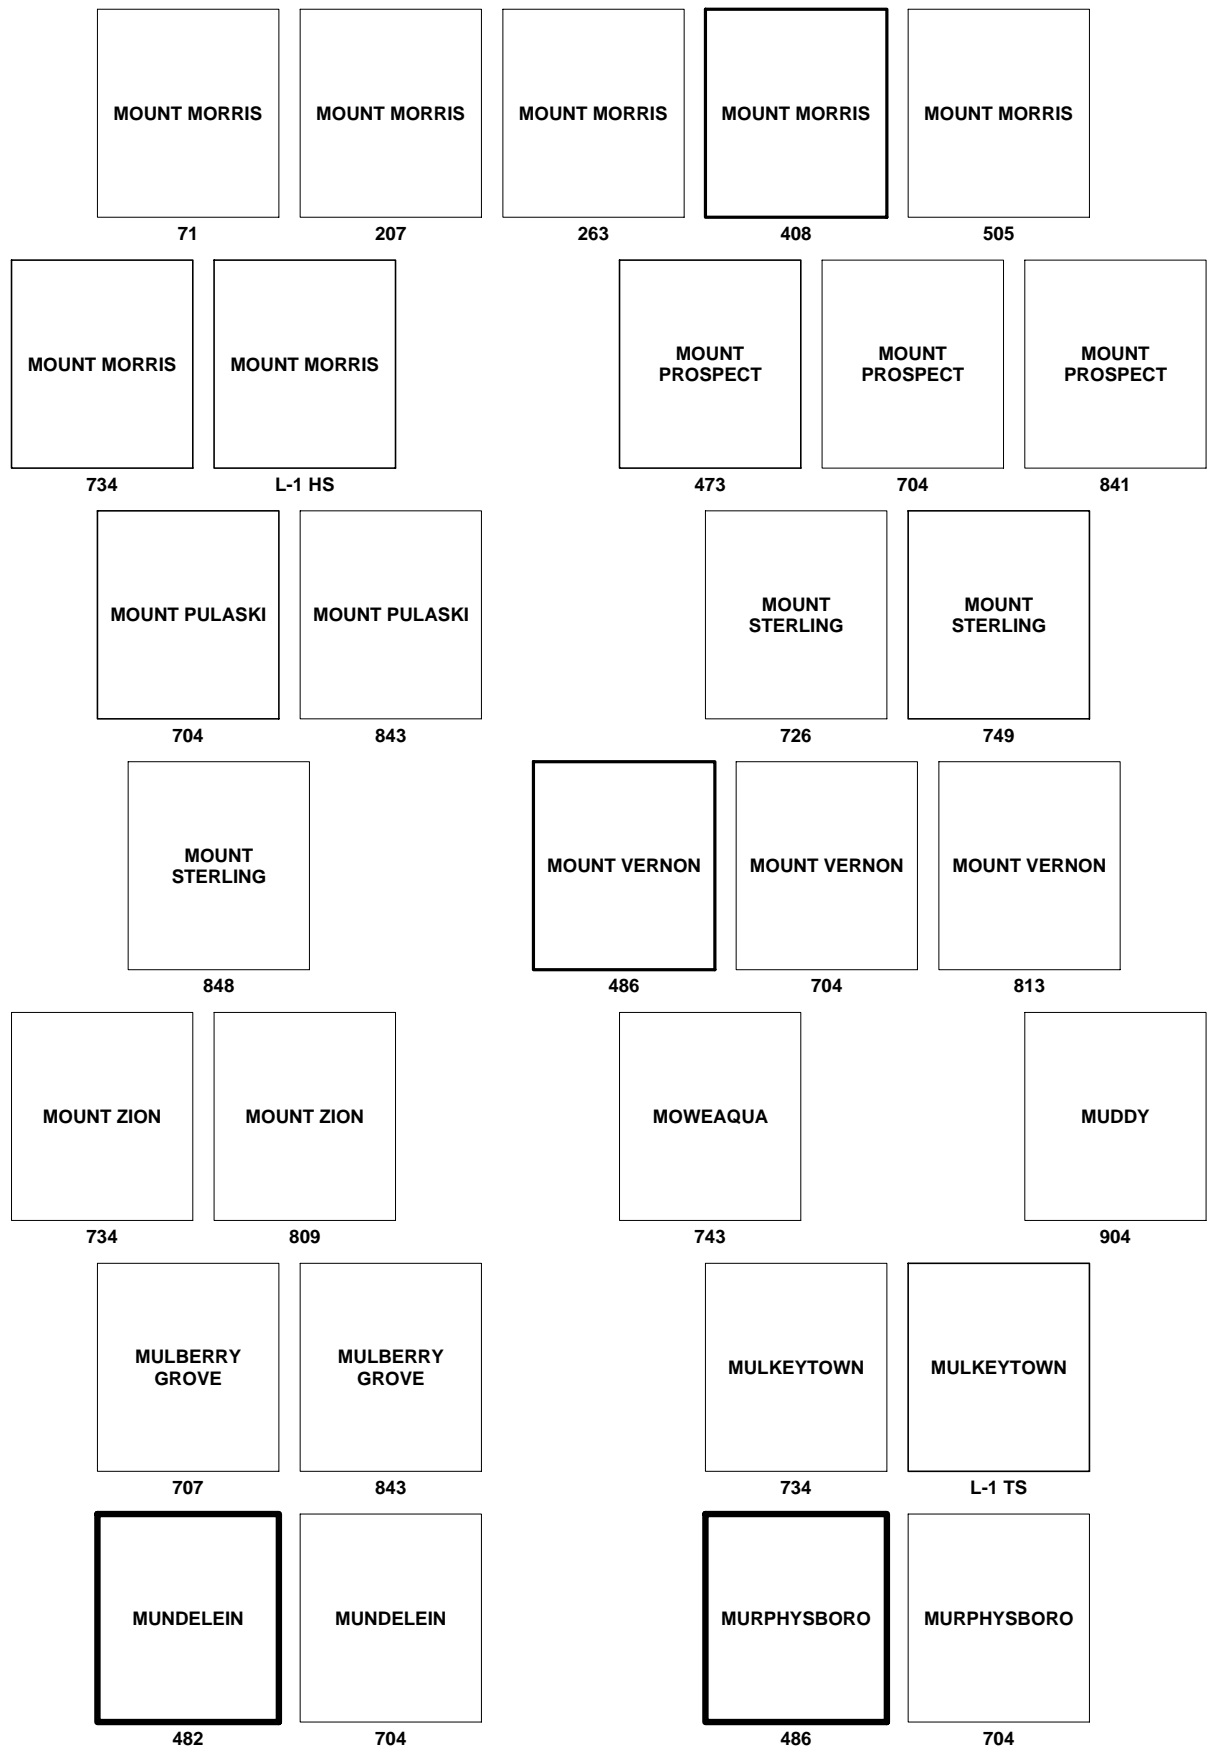 MOUNT MORRIS
MOUNT MORRIS
MOUNT MORRIS
MOUNT MORRIS
MOUNT MORRIS
71
207
263
408
505
MOUNT MORRIS
MOUNT MORRIS
MOUNT
PROSPECT
MOUNT
PROSPECT
MOUNT
PROSPECT
734
L-1 HS
473
704
841
MOUNT PULASKI
MOUNT PULASKI
MOUNT
STERLING
MOUNT
STERLING
704
843
726
749
MOUNT
STERLING
MOUNT VERNON
MOUNT VERNON
MOUNT VERNON
848
486
704
813
MOUNT ZION
MOUNT ZION
MOWEAQUA
MUDDY
734
809
743
904
MULBERRY
GROVE
MULBERRY
GROVE
MULKEYTOWN
MULKEYTOWN
707
843
734
L-1 TS
MUNDELEIN
MUNDELEIN
MURPHYSBORO
MURPHYSBORO
482
704
486
704